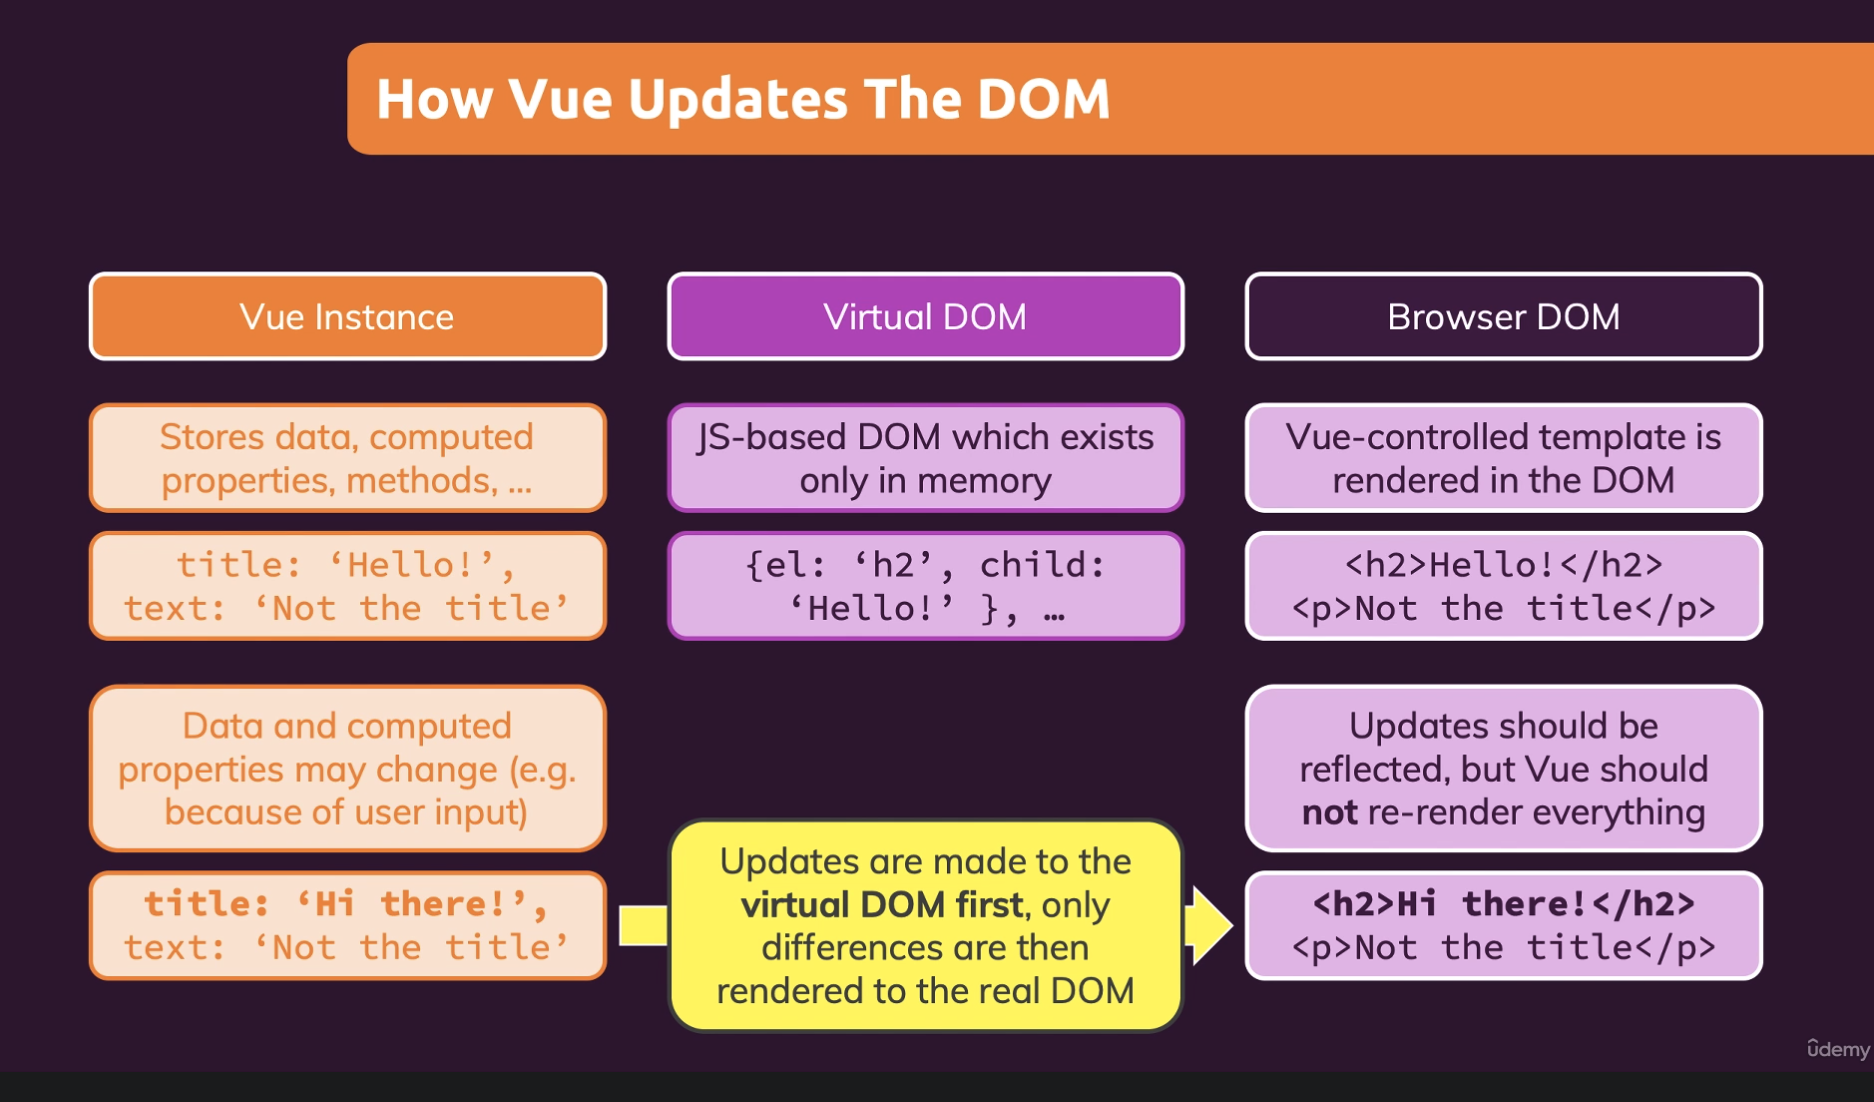 How Vue Updates The DOM
Vue Instance
Stores data, computed
properties, methods, ...
title: ‘Hello!’,
text: ‘Not the title’
Data and computed
properties may change (e.g.
because of user input)
title: ‘Hi there!’,
text: ‘Not the title’
Virtual DOM
JS-based DOM which exists
only in memory
{el: ‘h2’, child:
‘Hello!’ }, …
Updates are made to the
virtual DOM first, only
differences are then
rendered to the real DOM
Browser DOM
Vue-controlled template is
rendered in the DOM
<h2>Hello!</h2>
<p>Not the title</p>
Updates should be
reflected, but Vue should
not re-render everything
<h2>Hi there!</h2>
<p>Not the title</p>
ûdemy